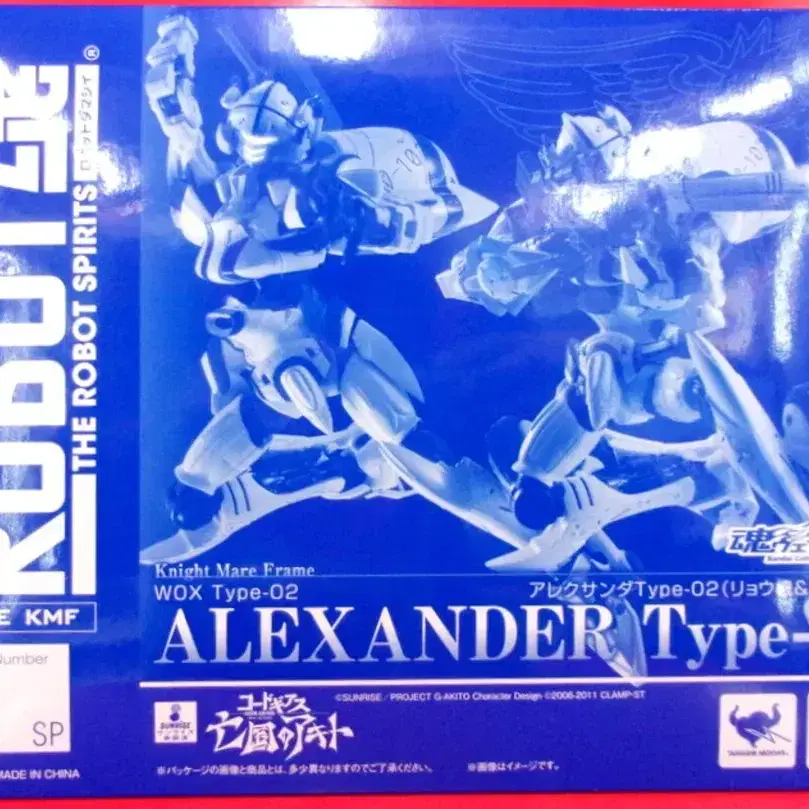 THE ROBOT SPIRITS
ロボットダマシイ
®
KMF
Number
SP
MADE IN CHINA
10
Knight Mare Frame
WOX Type-02
アレクサンダType-02(リョウ機&
ALEXANDER Type-
SUNRISE
コードギアス
亡国のアキト
©SUNRISE/PROJECT G-AKITO Character Design ©2006-2011 CLAMP-ST
※パッケージの画像と商品とは、多少異なりますのでご了承ください。
※画像はイメージです。
魂ウェブ
TAMASHII NATIONS